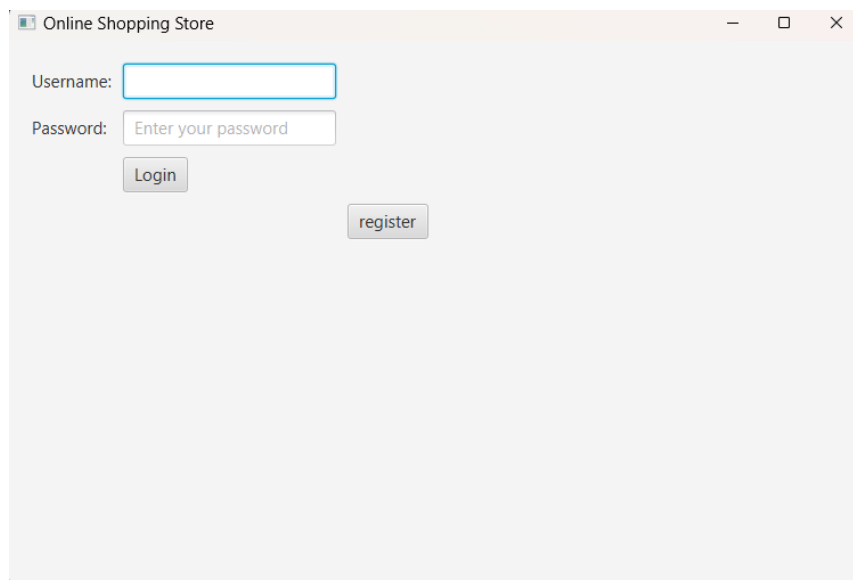 Online Shopping Store
Username:
Password: Enter your password
Login
register